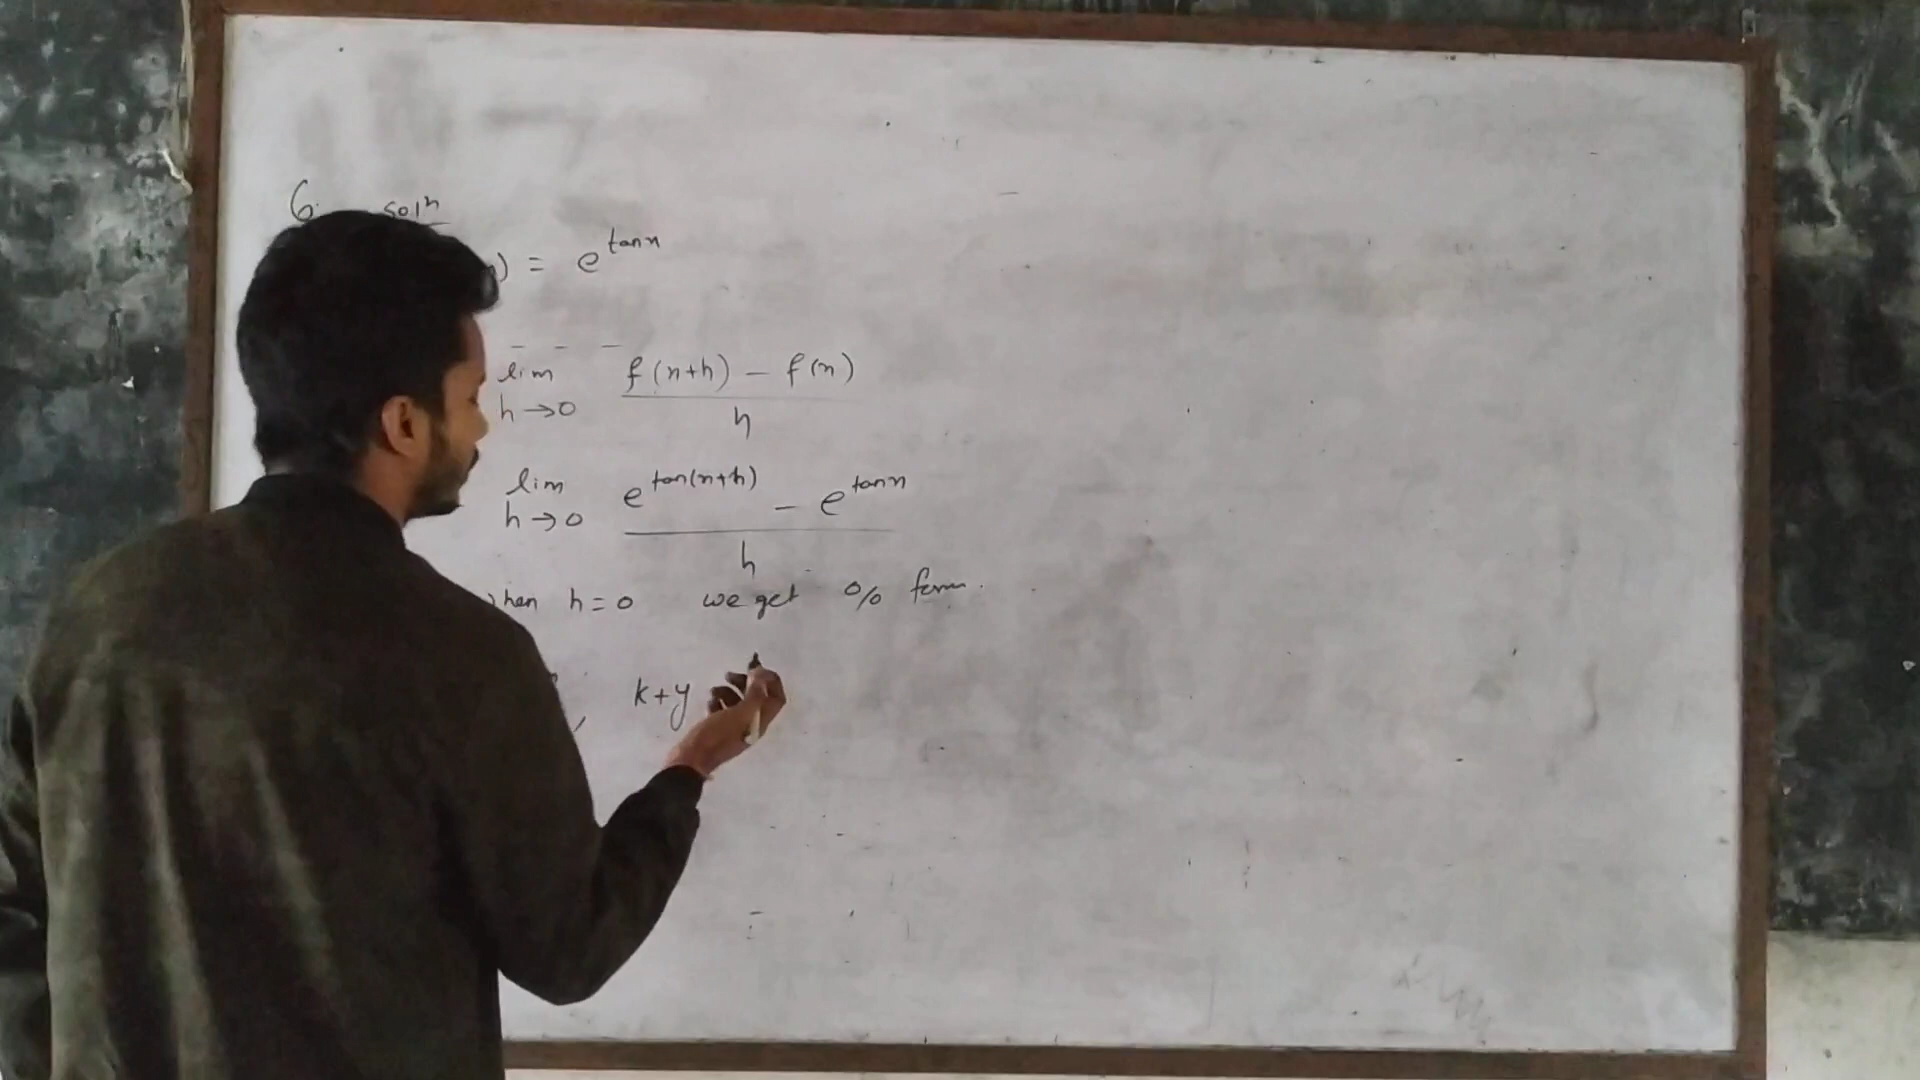 6. solⁿ
) = e^tanx
lim h→0 f(x+h) - f(x) / h
lim h→0 e^tan(x+h) - e^tanx / h
when h=0 we get 0/0 form.
, k+y